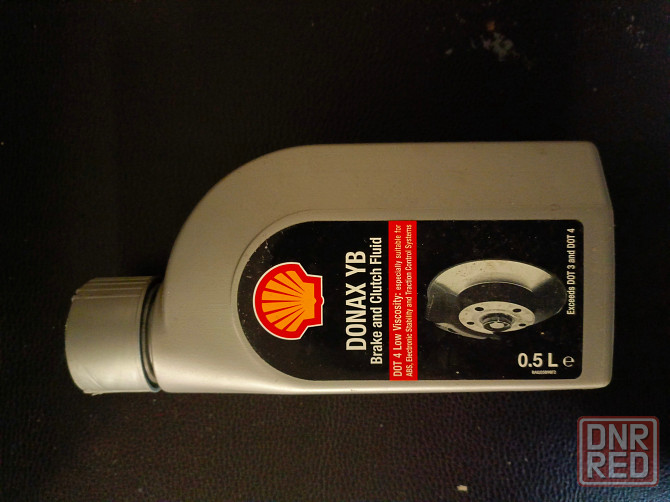 DONAX YB
Brake and Clutch Fluid
DOT 4 Low Viscosity: especially suitable for
ABS, Electronic Stability and Traction Control Systems
Exceeds DOT 3 and DOT 4
0.5 L e
DNR
RED